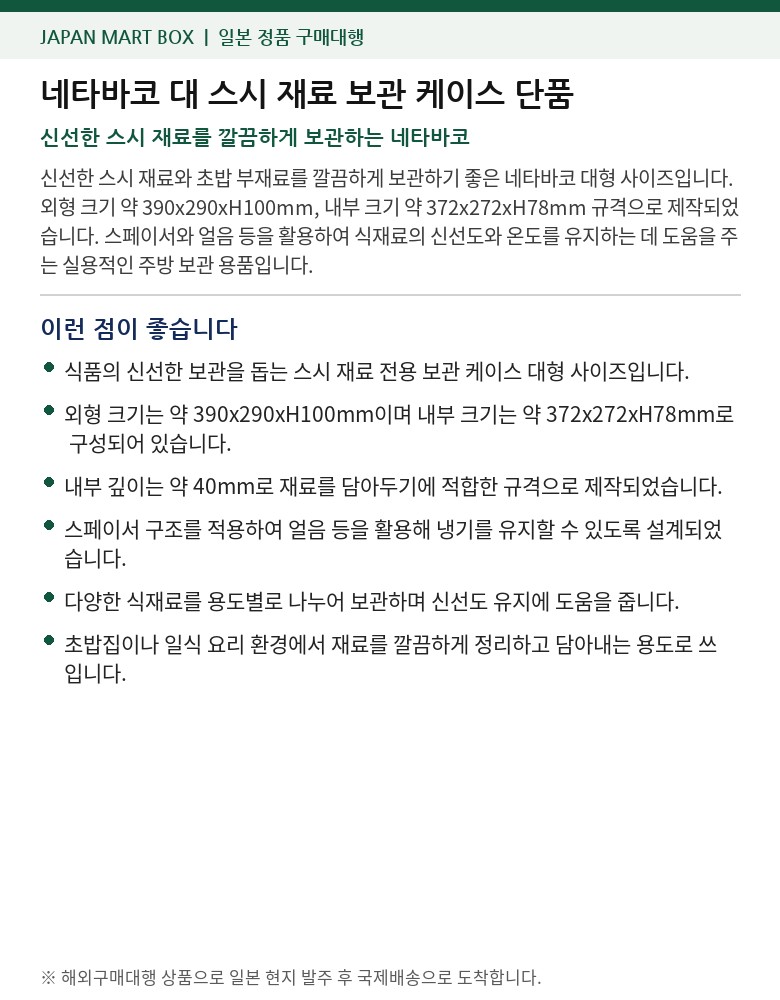 JAPAN MART BOX | 일본 정품 구매대행
네타바코 대 스시 재료 보관 케이스 단품
신선한 스시 재료를 깔끔하게 보관하는 네타바코
신선한 스시 재료와 초밥 부재료를 깔끔하게 보관하기 좋은 네타바코 대형 사이즈입니다.
외형 크기 약 390x290xH100mm, 내부 크기 약 372x272xH78mm 규격으로 제작되었
습니다. 스페이서와 얼음 등을 활용하여 식재료의 신선도와 온도를 유지하는 데 도움을 주
는 실용적인 주방 보관 용품입니다.
이런 점이 좋습니다
● 식품의 신선한 보관을 돕는 스시 재료 전용 보관 케이스 대형 사이즈입니다.
● 외형 크기는 약 390x290xH100mm이며 내부 크기는 약 372x272xH78mm로
구성되어 있습니다.
● 내부 깊이는 약 40mm로 재료를 담아두기에 적합한 규격으로 제작되었습니다.
● 스페이서 구조를 적용하여 얼음 등을 활용해 냉기를 유지할 수 있도록 설계되었
습니다.
● 다양한 식재료를 용도별로 나누어 보관하며 신선도 유지에 도움을 줍니다.
● 초밥집이나 일식 요리 환경에서 재료를 깔끔하게 정리하고 담아내는 용도로 쓰
입니다.
※ 해외구매대행 상품으로 일본 현지 발주 후 국제배송으로 도착합니다.